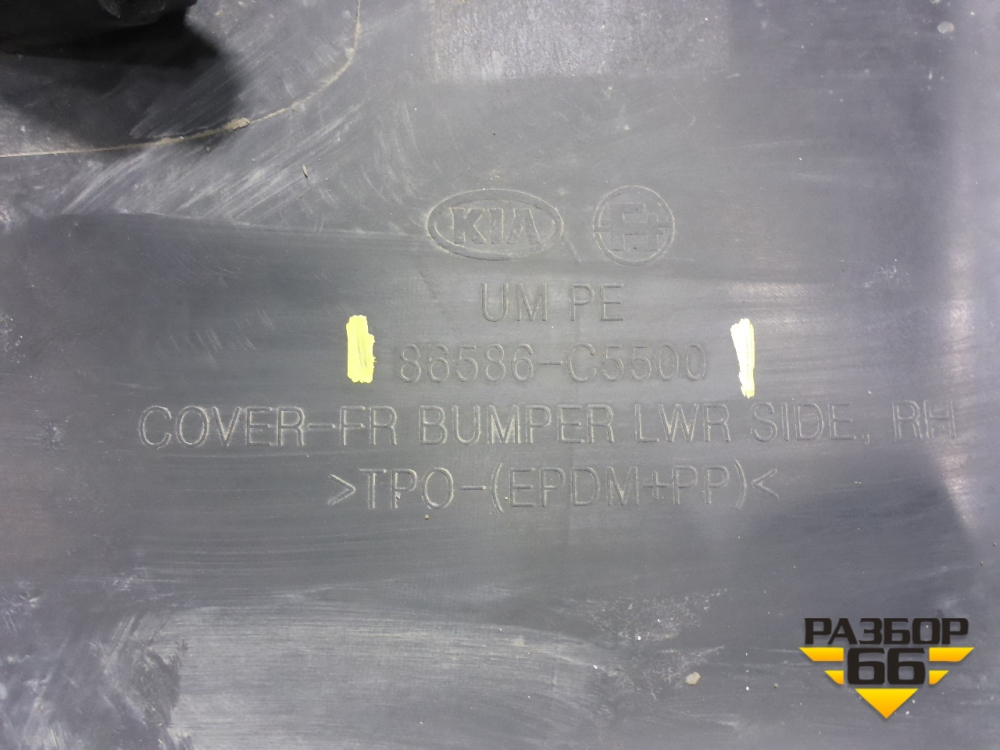 KIA
UM PE
86586-C5500
COVER-FR BUMPER LWR SIDE, RH
>TPO-(EPDM+PP)<
РАЗБОР
66